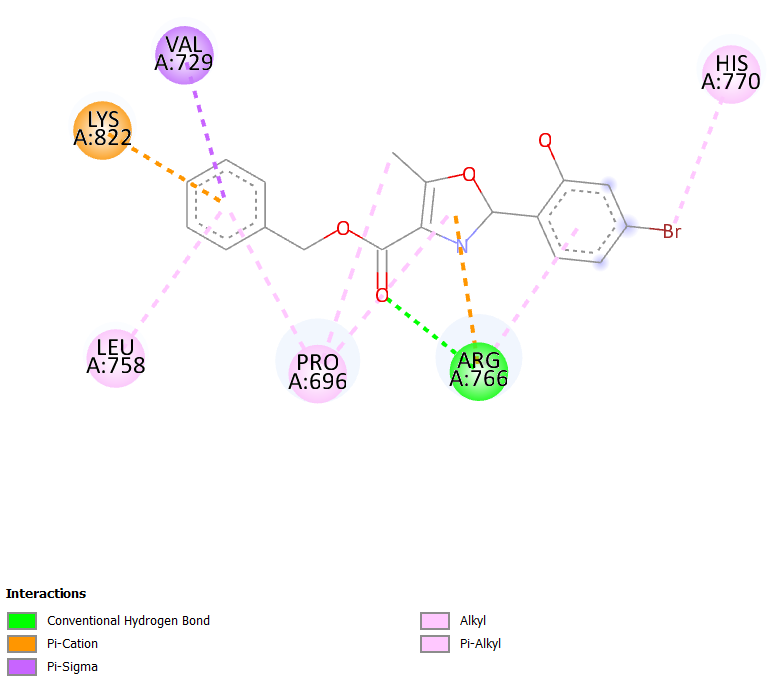 VAL
A:729
LYS
A:822
HIS
A:770
O
O
O
N
Br
O
LEU
A:758
PRO
A:696
ARG
A:766
Interactions
Conventional Hydrogen Bond
Pi-Cation
Pi-Sigma
Alkyl
Pi-Alkyl